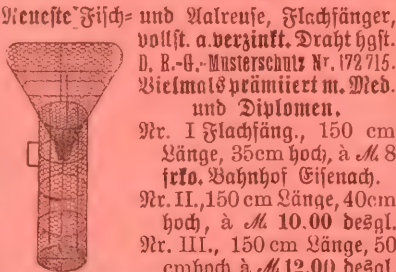 Neueste Fisch= und Aalreuse, Flachfänger,
vollst. a. verzinkt. Draht hgst.
D. R.-G.-Musterschutz Nr. 172715.
Vielmals prämiiert m. Med.
und Diplomen.
Nr. I Flachfäng., 150 cm
Länge, 35cm hoch, à M. 8
frko. Bahnhof Eisenach.
Nr. II., 150 cm Länge, 40cm
hoch, à M. 10.00 desgl.
Nr. III., 150 cm Länge, 50
cm hoch à M. 12.00 desgl.